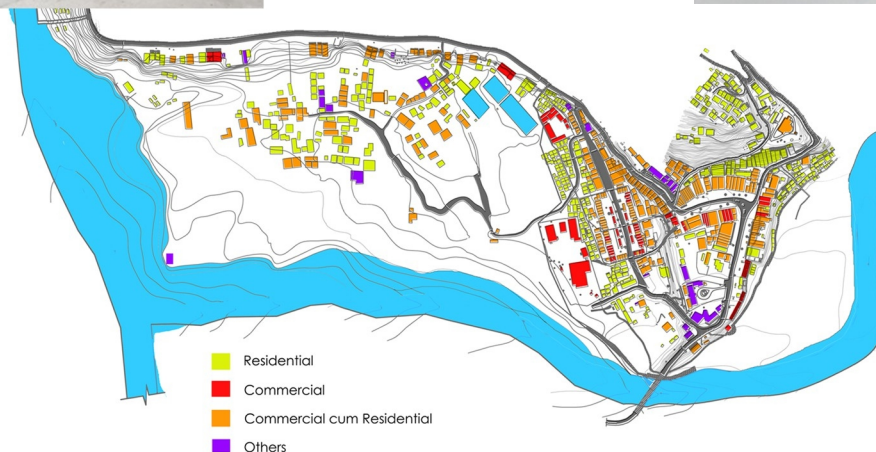 Residential
Commercial
Commercial cum Residential
Others